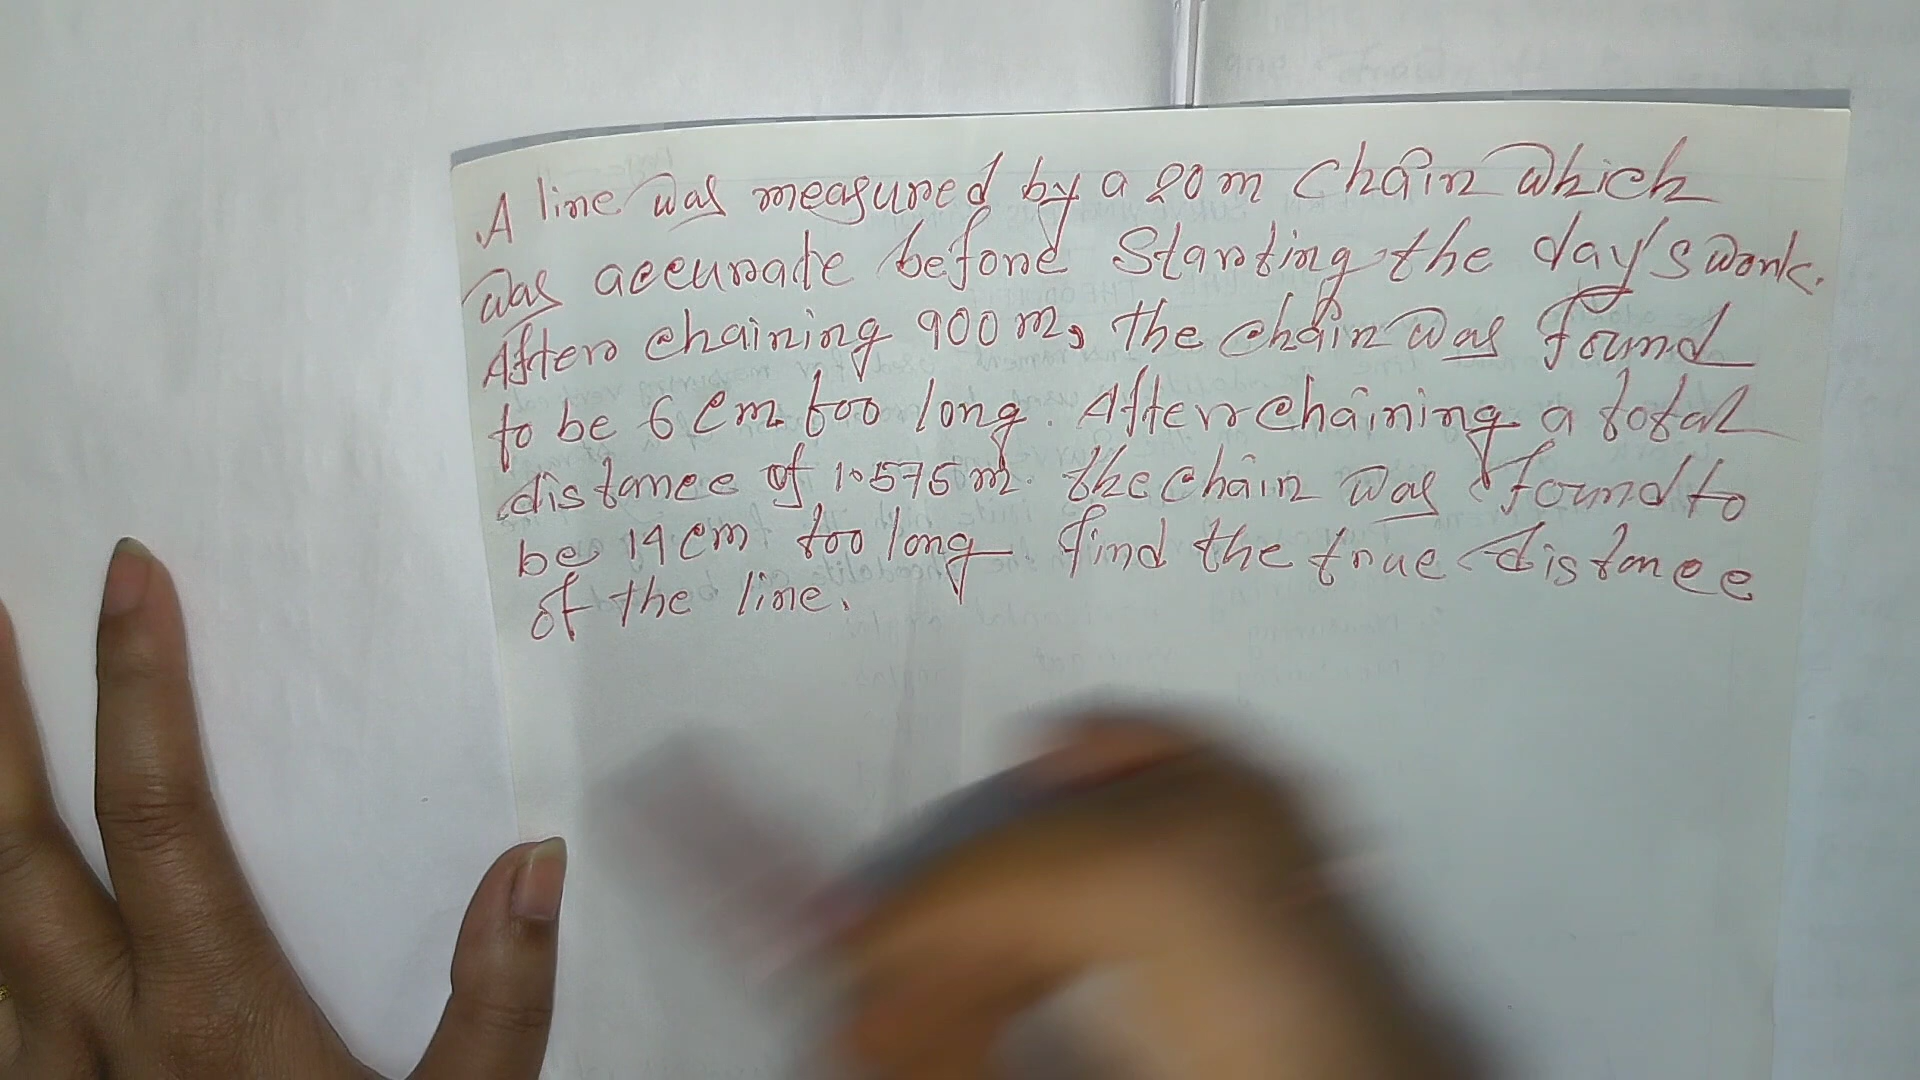 A line was measured by a 20 m chain which
was accurate before starting the day's work.
After chaining 900 m, the chain was found
to be 6 cm too long. After chaining a total
distance of 1.575 m. the chain was found to
be 14 cm too long find the true distance
of the line.